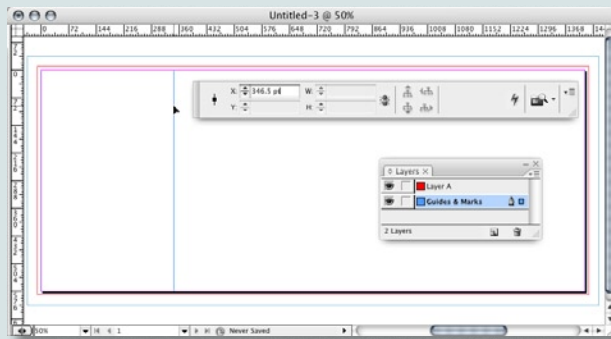 Untitled-3 @ 50%
0 72 144 216 288 360 432 504 576 648 720 792 864 936 1008 1080 1152 1224 1296 1368
X: 346.5 pt W:
Y: H:
Layers
Layer A
Guides & Marks
2 Layers
50% 1 Never Saved